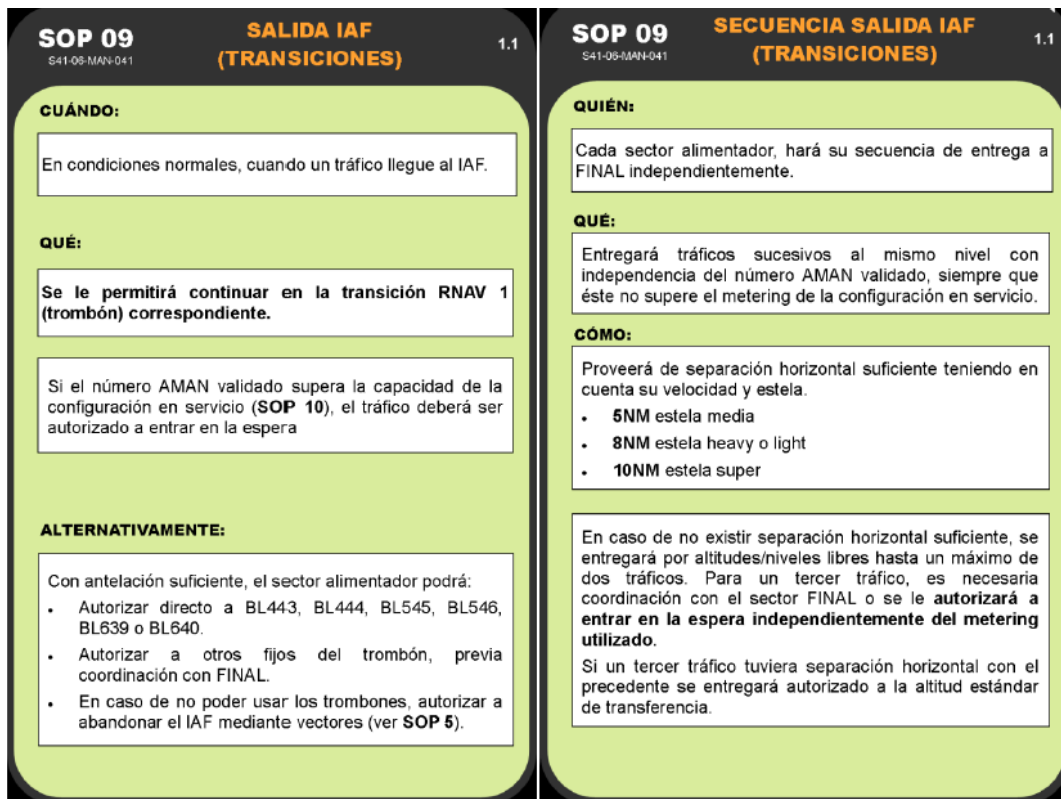 SOP 09
S41-06-MAN-041
SALIDA IAF
(TRANSICIONES)
1.1
CUÁNDO:
En condiciones normales, cuando un tráfico llegue al IAF.
QUÉ:
Se le permitirá continuar en la transición RNAV 1
(trombón) correspondiente.
Si el número AMAN validado supera la capacidad de la
configuración en servicio (SOP 10), el tráfico deberá ser
autorizado a entrar en la espera
ALTERNATIVAMENTE:
Con antelación suficiente, el sector alimentador podrá:
• Autorizar directo a BL443, BL444, BL545, BL546,
BL639 o BL640.
• Autorizar a otros fijos del trombón, previa
coordinación con FINAL.
• En caso de no poder usar los trombones, autorizar a
abandonar el IAF mediante vectores (ver SOP 5).
SOP 09
S41-06-MAN-041
SECUENCIA SALIDA IAF
(TRANSICIONES)
1.1
QUIÉN:
Cada sector alimentador, hará su secuencia de entrega a
FINAL independientemente.
QUÉ:
Entregará tráficos sucesivos al mismo nivel con
independencia del número AMAN validado, siempre que
éste no supere el metering de la configuración en servicio.
CÓMO:
Proveerá de separación horizontal suficiente teniendo en
cuenta su velocidad y estela.
• 5NM estela media
• 8NM estela heavy o light
• 10NM estela super
En caso de no existir separación horizontal suficiente, se
entregará por altitudes/niveles libres hasta un máximo de
dos tráficos. Para un tercer tráfico, es necesaria
coordinación con el sector FINAL o se le autorizará a
entrar en la espera independientemente del metering
utilizado.
Si un tercer tráfico tuviera separación horizontal con el
precedente se entregará autorizado a la altitud estándar
de transferencia.